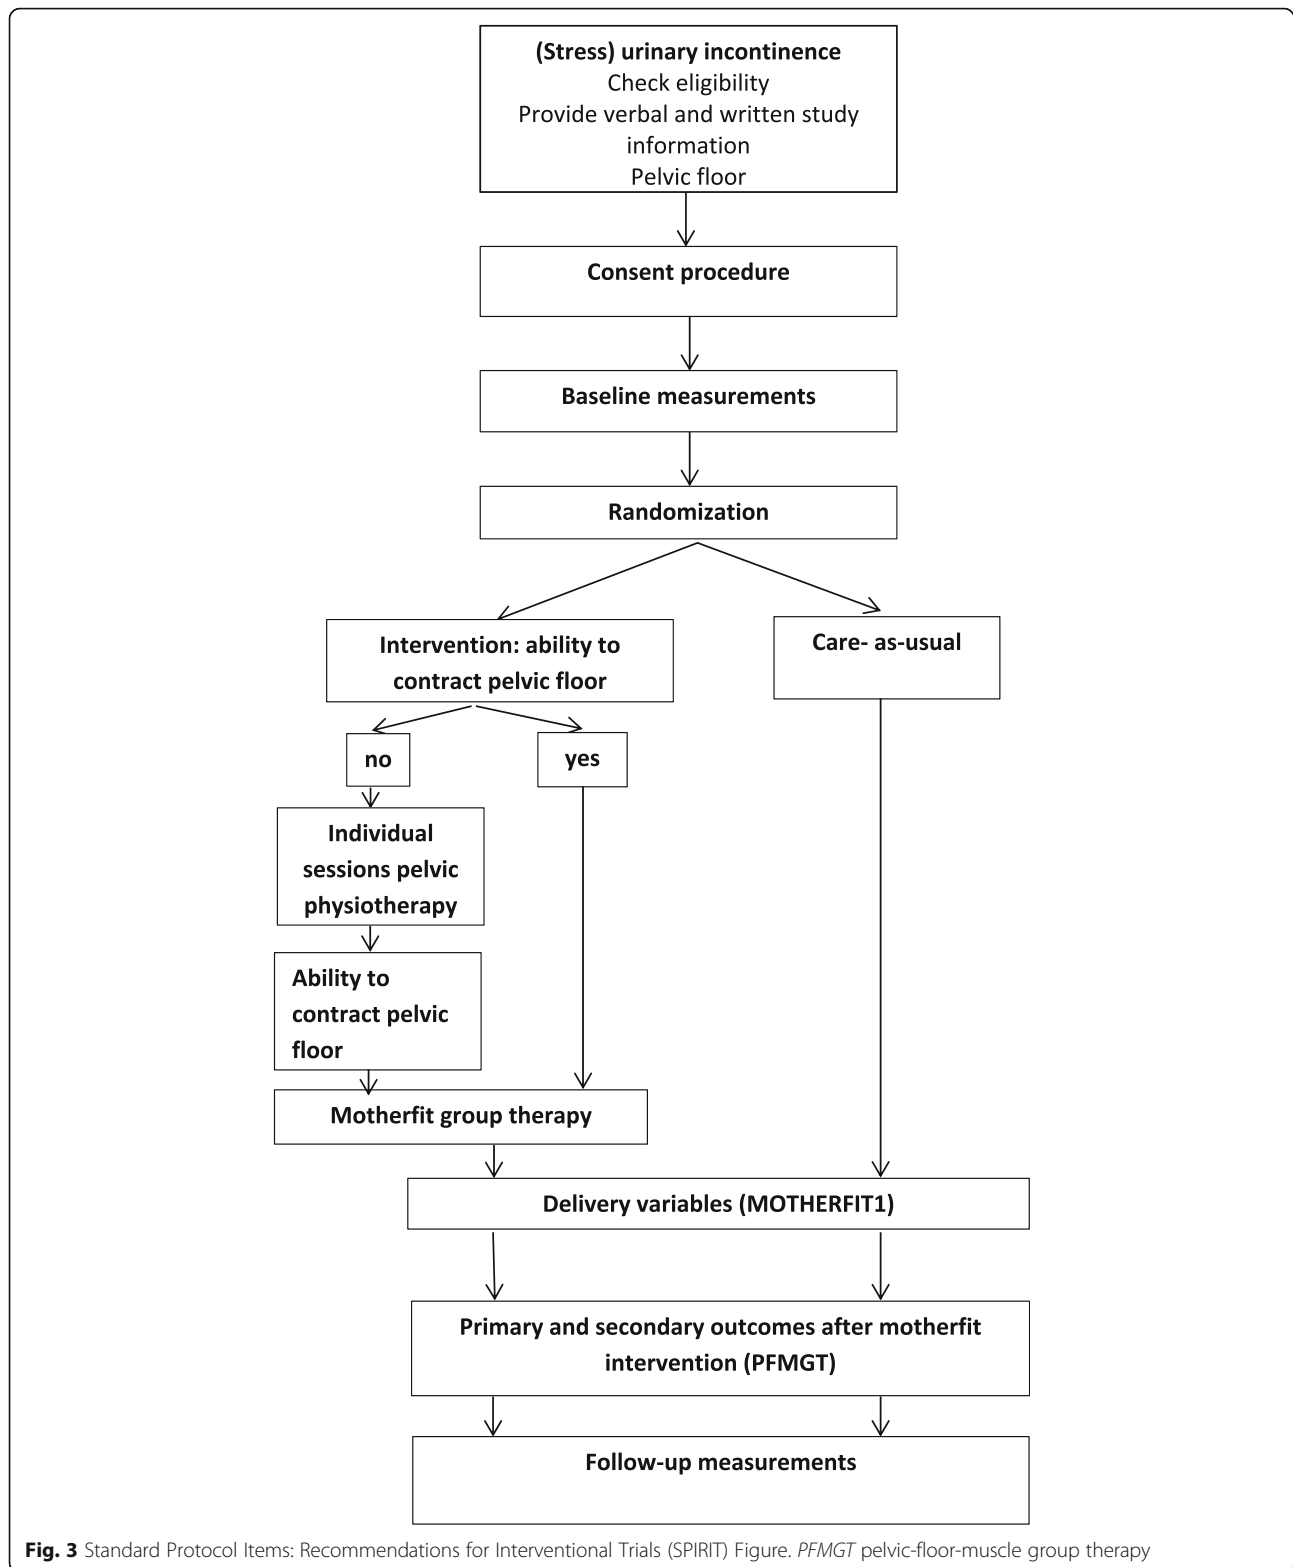 (Stress) urinary incontinence
Check eligibility
Provide verbal and written study
information
Pelvic floor
Consent procedure
Baseline measurements
Randomization
Intervention: ability to
contract pelvic floor
Care- as-usual
no
yes
Individual
sessions pelvic
physiotherapy
Ability to
contract pelvic
floor
Motherfit group therapy
Delivery variables (MOTHERFIT1)
Primary and secondary outcomes after motherfit
intervention (PFMGT)
Follow-up measurements
Fig. 3 Standard Protocol Items: Recommendations for Interventional Trials (SPIRIT) Figure. PFMGT pelvic-floor-muscle group therapy